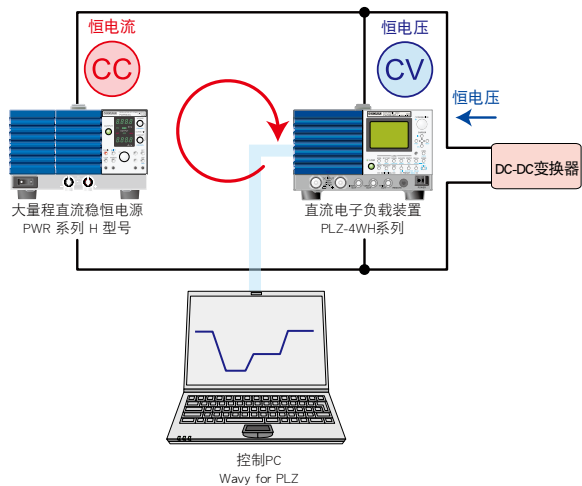 恒电流
CC
恒电压
CV
恒电压
DC-DC变换器
大量程直流稳恒电源
PWR 系列 H 型号
直流电子负载装置
PLZ-4WH系列
控制PC
Wavy for PLZ